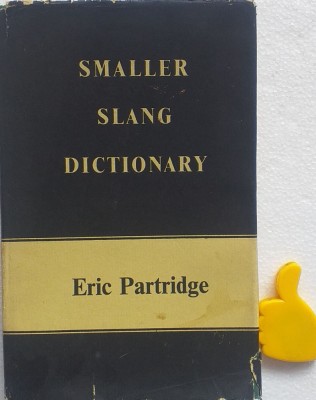 SMALLER
SLANG
DICTIONARY
Eric Partridge